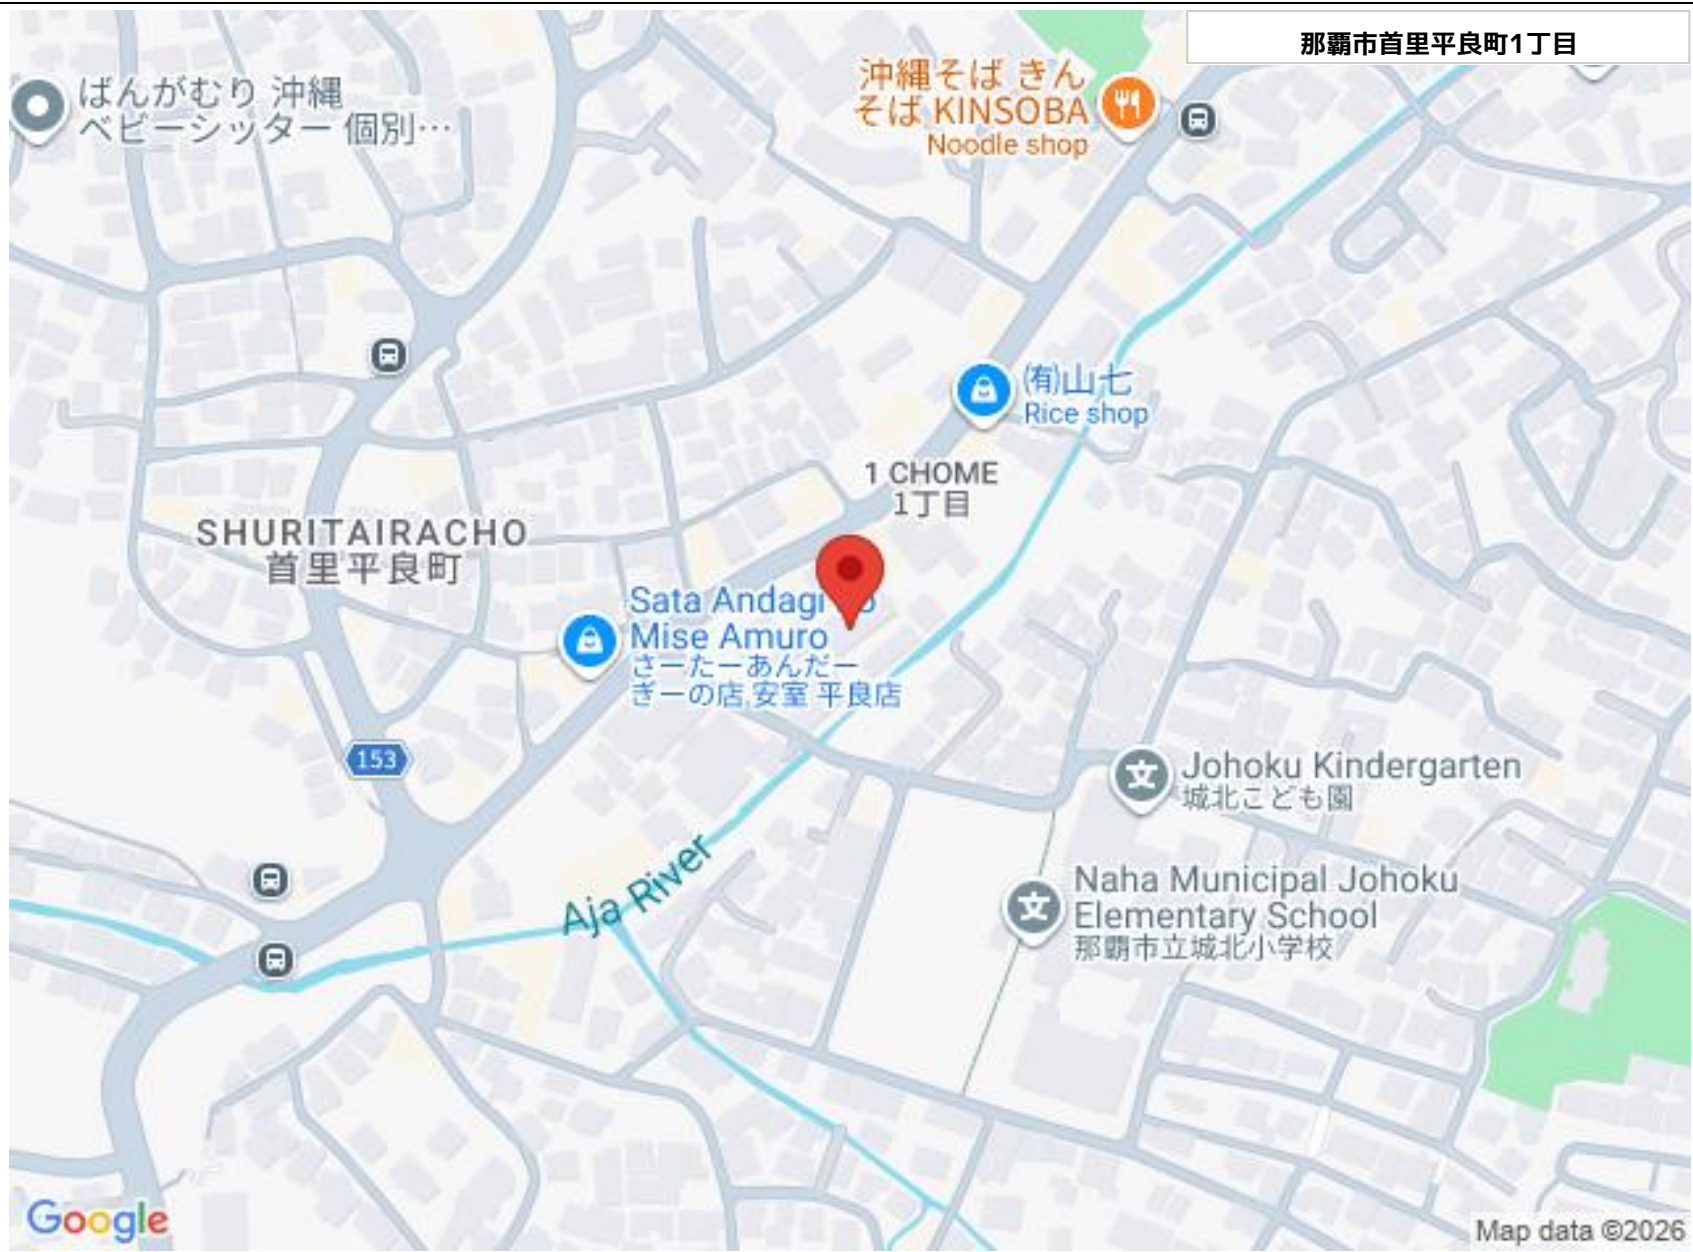 那覇市首里平良町1丁目
沖縄そば きん
そば KINSOBA
Noodle shop
ばんがむり 沖縄
ベビーシッター 個別…
㈲山七
Rice shop
1 CHOME
1丁目
SHURITAIRACHO
首里平良町
Sata Andagi
Mise Amuro
さーたーあんだー
ぎーの店 安室 平良店
153
Johoku Kindergarten
城北こども園
Aja River
Naha Municipal Johoku
Elementary School
那覇市立城北小学校
Google
Map data ©2026